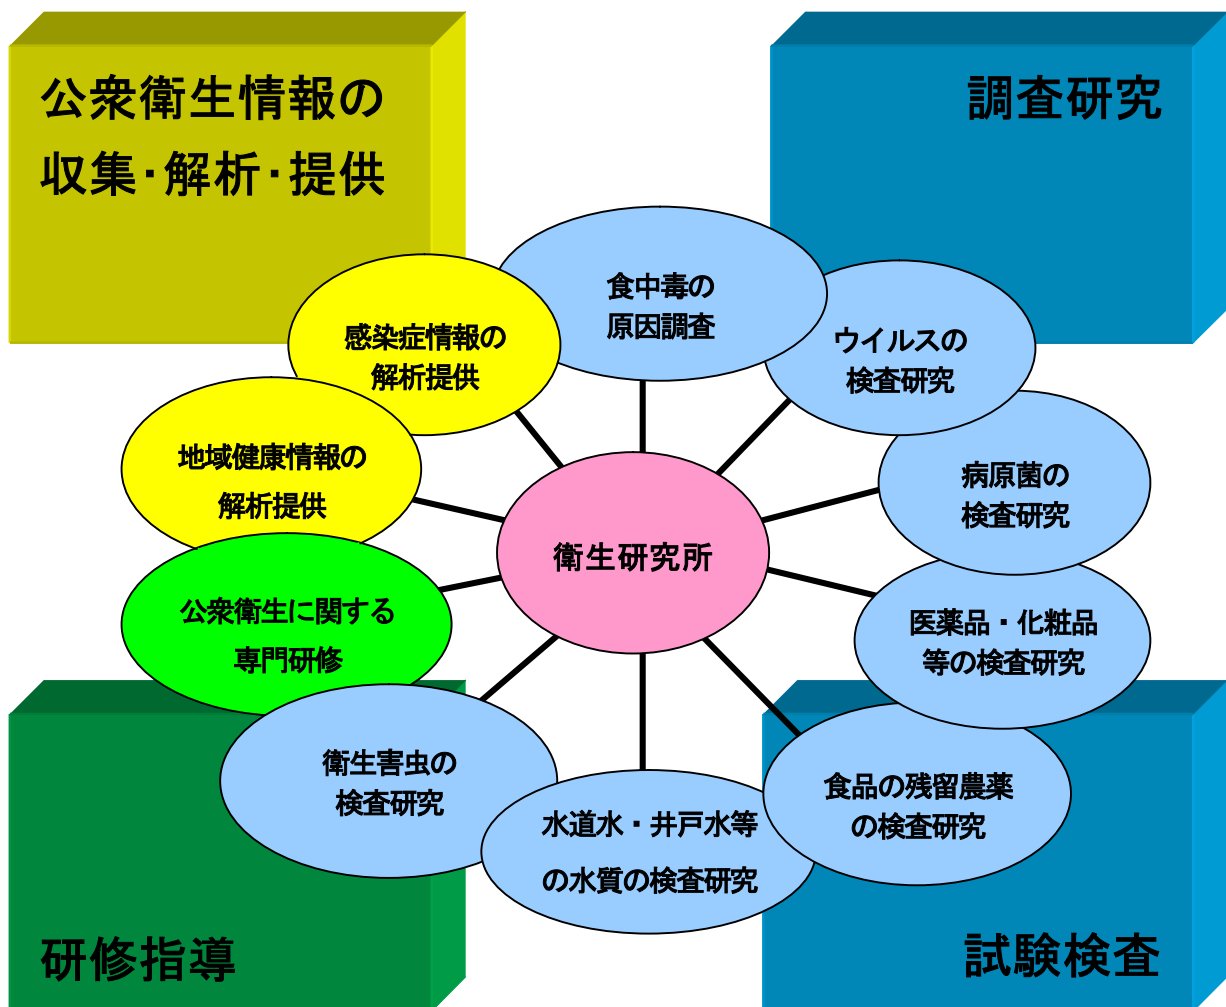 公衆衛生情報の
収集・解析・提供
調査研究
食中毒の
原因調査
感染症情報の
解析提供
ウイルスの
検査研究
地域健康情報の
解析提供
病原菌の
検査研究
衛生研究所
公衆衛生に関する
専門研修
医薬品・化粧品
等の検査研究
衛生害虫の
検査研究
水道水・井戸水等
の水質の検査研究
食品の残留農薬
の検査研究
研修指導
試験検査